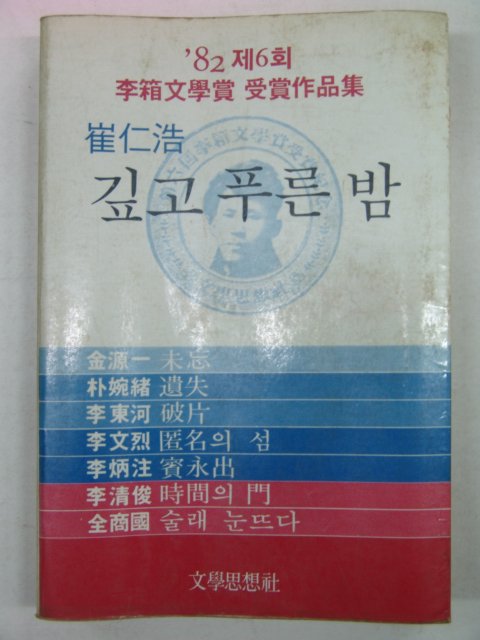 '82 제6회
李箱文學賞 受賞作品集
崔仁浩
깊고 푸른 밤
金源一 未忘
朴婉緖 遺失
李東河 破片
李文烈 匿名의 섬
李炳注 賓永出
李淸俊 時間의 門
全商國 술래 눈뜨다
文學思想社